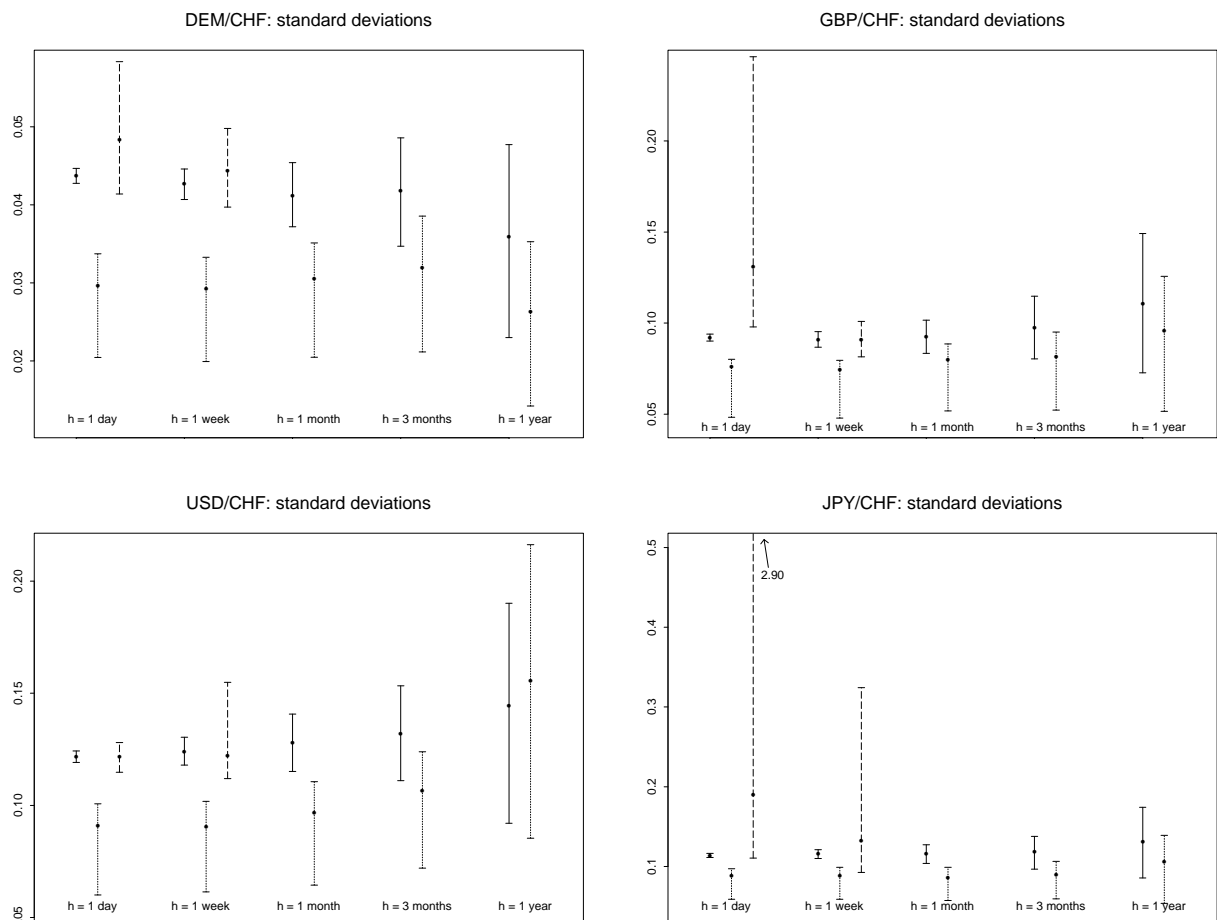 DEM/CHF: standard deviations
0.05
0.04
0.03
0.02
h = 1 day h = 1 week h = 1 month h = 3 months h = 1 year
GBP/CHF: standard deviations
0.20
0.15
0.10
0.05
h = 1 day h = 1 week h = 1 month h = 3 months h = 1 year
USD/CHF: standard deviations
0.20
0.15
0.10
h = 1 day h = 1 week h = 1 month h = 3 months h = 1 year
JPY/CHF: standard deviations
0.5
2.90
0.4
0.3
0.2
0.1
h = 1 day h = 1 week h = 1 month h = 3 months h = 1 year